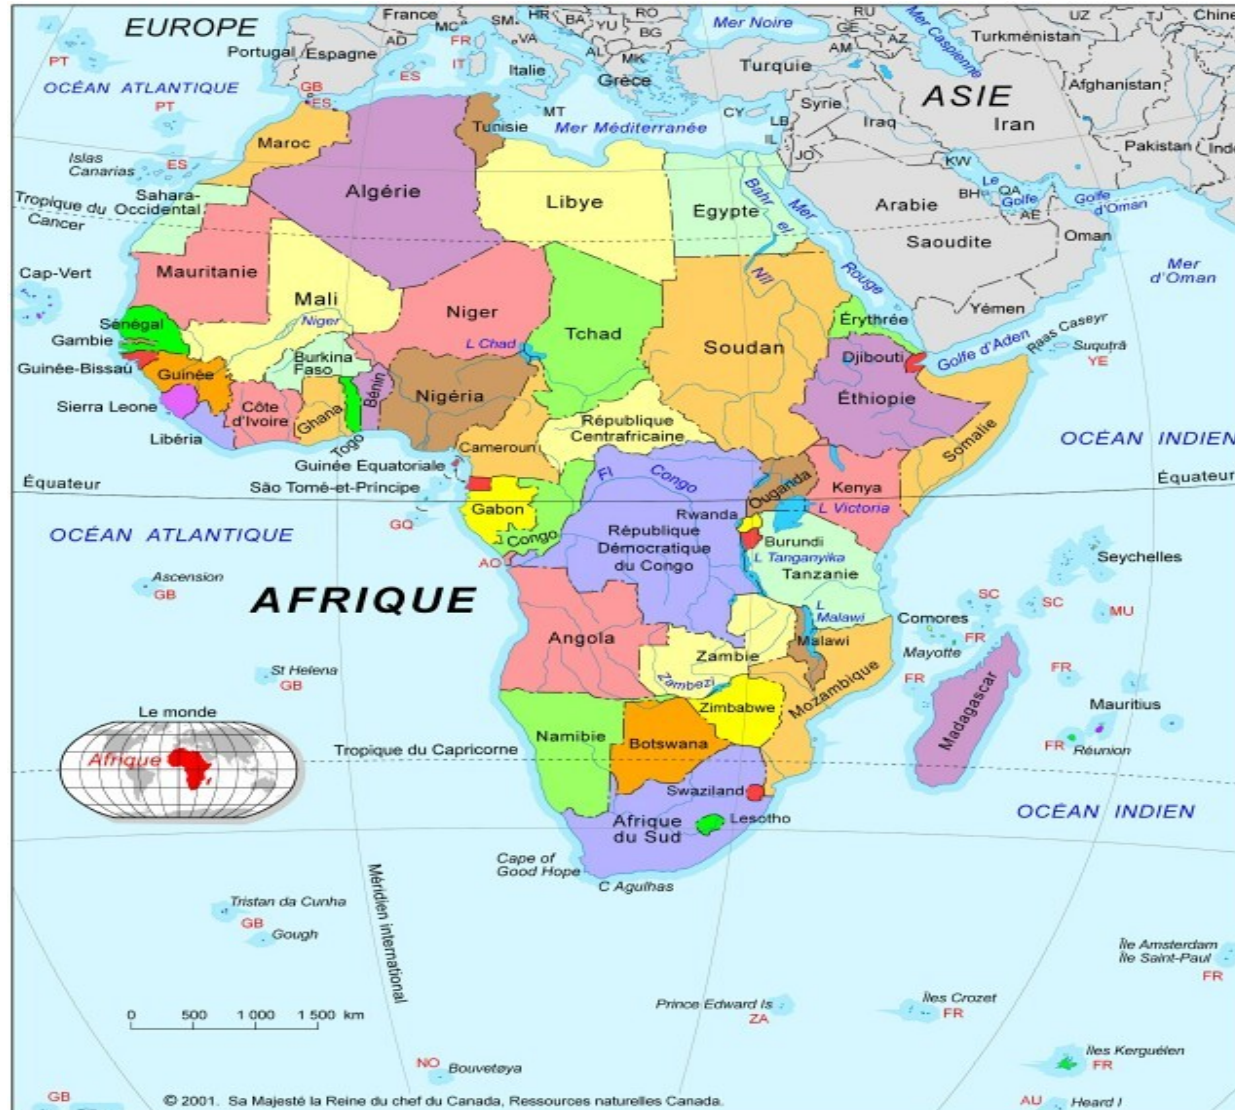 EUROPE
France
MC
SM
HR
BA
RO
YU
BG
VA
AL
MK
AD
FR
IT
ES
Portugal
Espagne
Italie
Grèce
Mer Noire
RU
GE
AM
AZ
Mer Caspienne
UZ
TJ
Chine
Turkménistan
Turquie
PT
OCÉAN ATLANTIQUE
PT
GB
ES
MT
CY
LB
IL
Syrie
Iraq
ASIE
Iran
Afghanistan
Pakistan
Inde
JO
KW
Mer Méditerranée
Maroc
Tunisie
Islas
Canarias
ES
Algérie
Libye
Égypte
Bahr el
Nil
Mer
Rouge
Arabie
Saoudite
BH
QA
AE
Le
Golfe
Golfe
d'Oman
Oman
Mer
d'Oman
Yémen
Sahara-
Occidental
Tropique du
Cancer
Cap-Vert
Mauritanie
Mali
Niger
Niger
Tchad
Soudan
Érythrée
Raas Caseyr
Suquṭrā
YE
Golfe d'Aden
Djibouti
Éthiopie
Somalie
Sénégal
Gambie
Guinée-Bissau
Guinée
Sierra Leone
Libéria
Côte
d'Ivoire
Burkina
Faso
Ghana
Togo
Bénin
L Chad
Nigéria
Cameroun
République
Centrafricaine
OCÉAN INDIEN
Équateur
Équateur
Guinée Equatoriale
São Tomé-et-Príncipe
GQ
Gabon
Congo
Fl
Congo
République
Démocratique
du Congo
Ouganda
Kenya
L Victoria
Rwanda
Burundi
L Tanganyika
Tanzanie
AO
OCÉAN ATLANTIQUE
Ascension
GB
AFRIQUE
Seychelles
SC
SC
MU
Comores
FR
Mayotte
FR
FR
L
Malawi
Malawi
Angola
Zambie
Zambezi
Mozambique
Zimbabwe
Madagascar
Mauritius
FR
Réunion
St Helena
GB
Le monde
Afrique
Tropique du Capricorne
Namibie
Botswana
Swaziland
Lesotho
Afrique
du Sud
OCÉAN INDIEN
Cape of
Good Hope
C Agulhas
Méridien international
Tristan da Cunha
GB
Gough
Île Amsterdam
Île Saint-Paul
FR
Prince Edward Is
ZA
Îles Crozet
FR
0 500 1 000 1 500 km
NO
Bouvetøya
Îles Kerguélen
FR
GB
AU
Heard I
© 2001. Sa Majesté la Reine du chef du Canada, Ressources naturelles Canada.